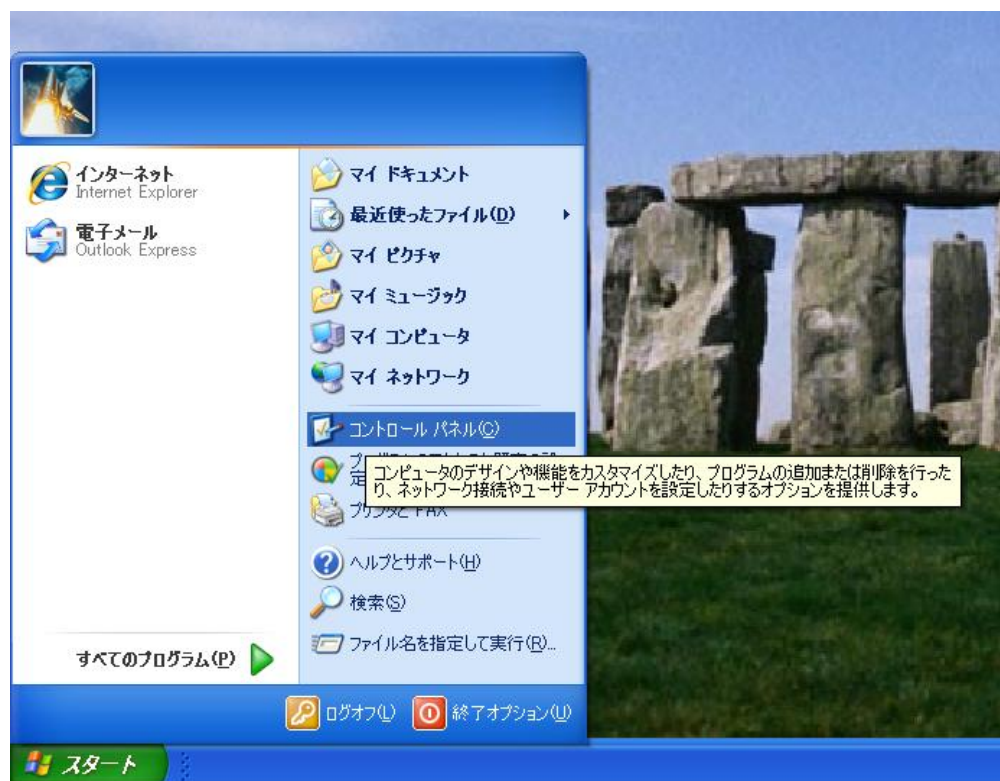 インターネット
Internet Explorer
電子メール
Outlook Express
すべてのプログラム(P)
マイ ドキュメント
最近使ったファイル(D)
マイ ピクチャ
マイ ミュージック
マイ コンピュータ
マイ ネットワーク
コントロール パネル(C)
コンピュータのデザインや機能をカスタマイズしたり、プログラムの追加または削除を行った
り、ネットワーク接続やユーザー アカウントを設定したりするオプションを提供します。
プリンタと FAX
ヘルプとサポート(H)
検索(S)
ファイル名を指定して実行(R)...
ログオフ(L)
終了オプション(U)
スタート